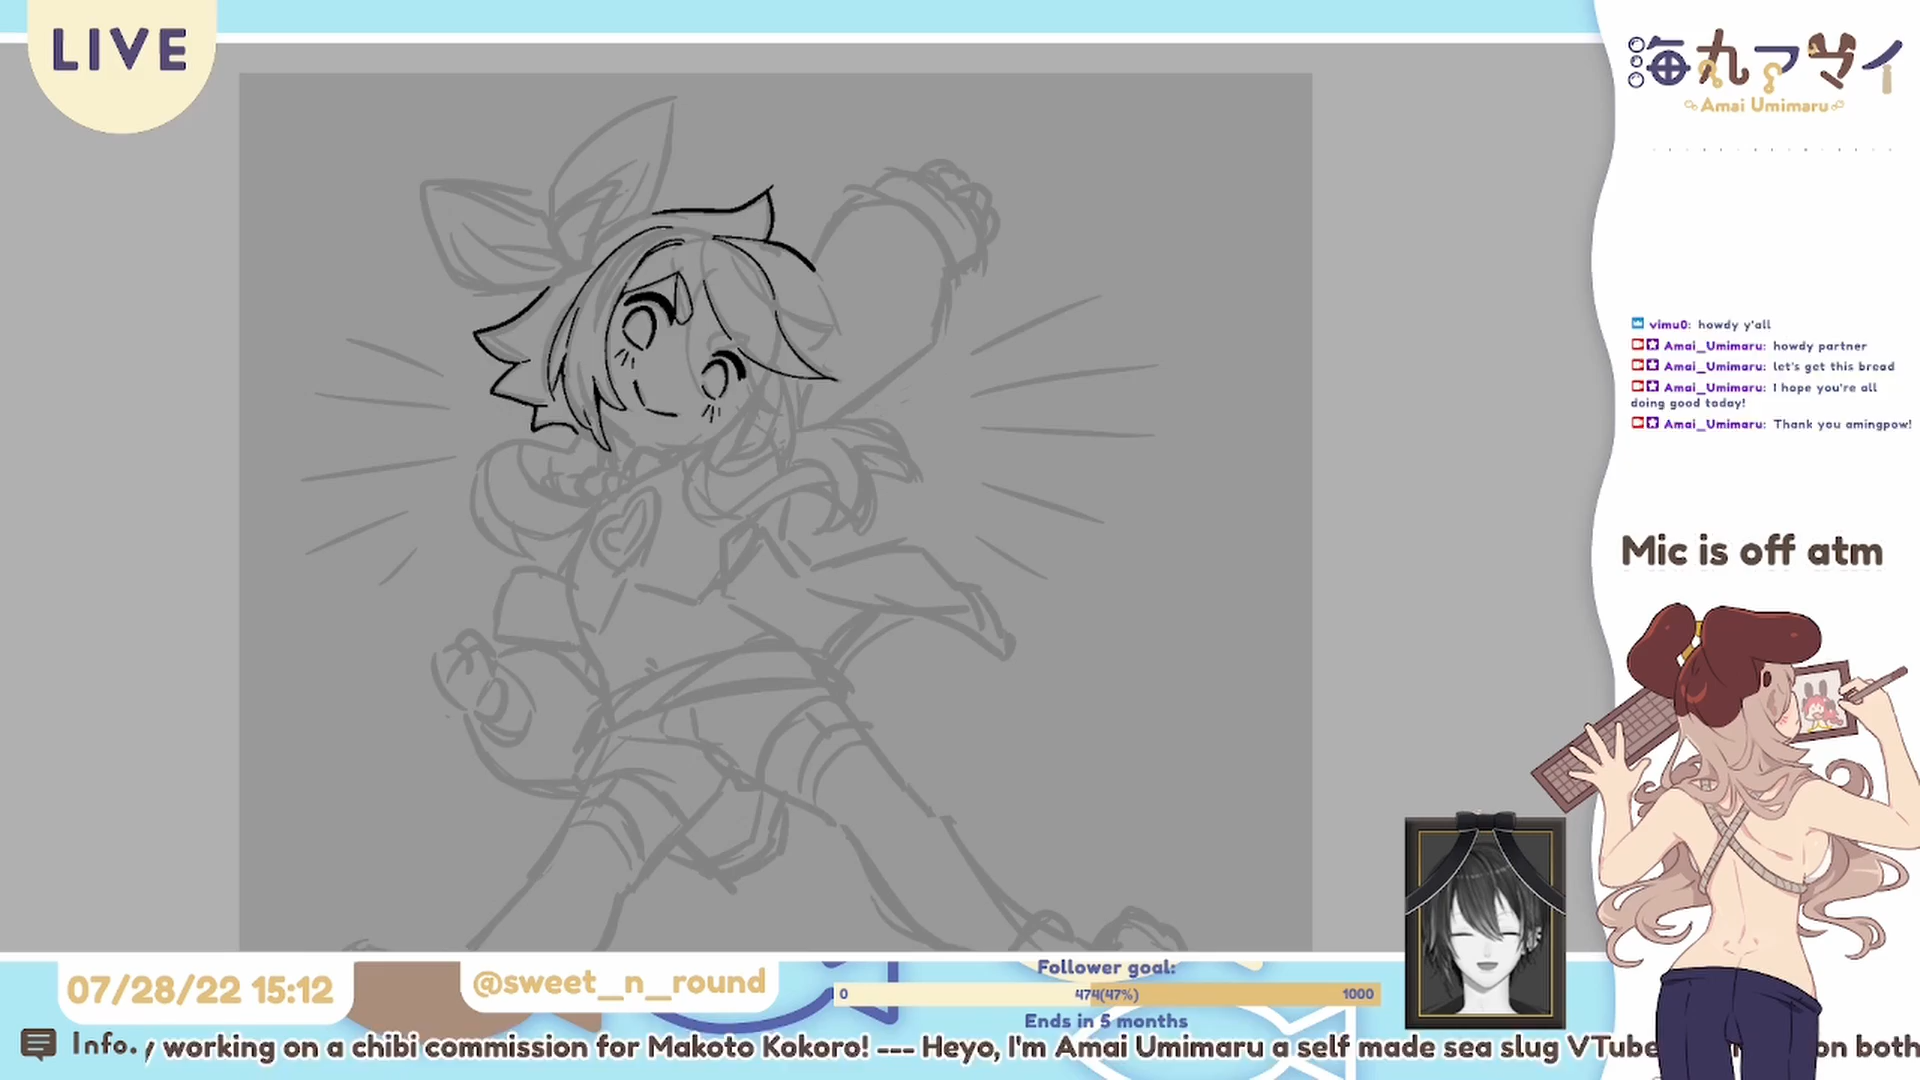 LIVE
海丸アマイ
Amai Umimaru
vimu0: howdy y'all
Amai_Umimaru: howdy partner
Amai_Umimaru: let's get this bread
Amai_Umimaru: I hope you're all
doing good today!
Amai_Umimaru: Thank you amingpow!
Mic is off atm
07/28/22 15:12
@sweet_n_round
Follower goal:
0 474(47%) 1000
Ends in 5 months
Info. working on a chibi commission for Makoto Kokoro! --- Heyo, I'm Amai Umimaru a self made sea slug VTube on both